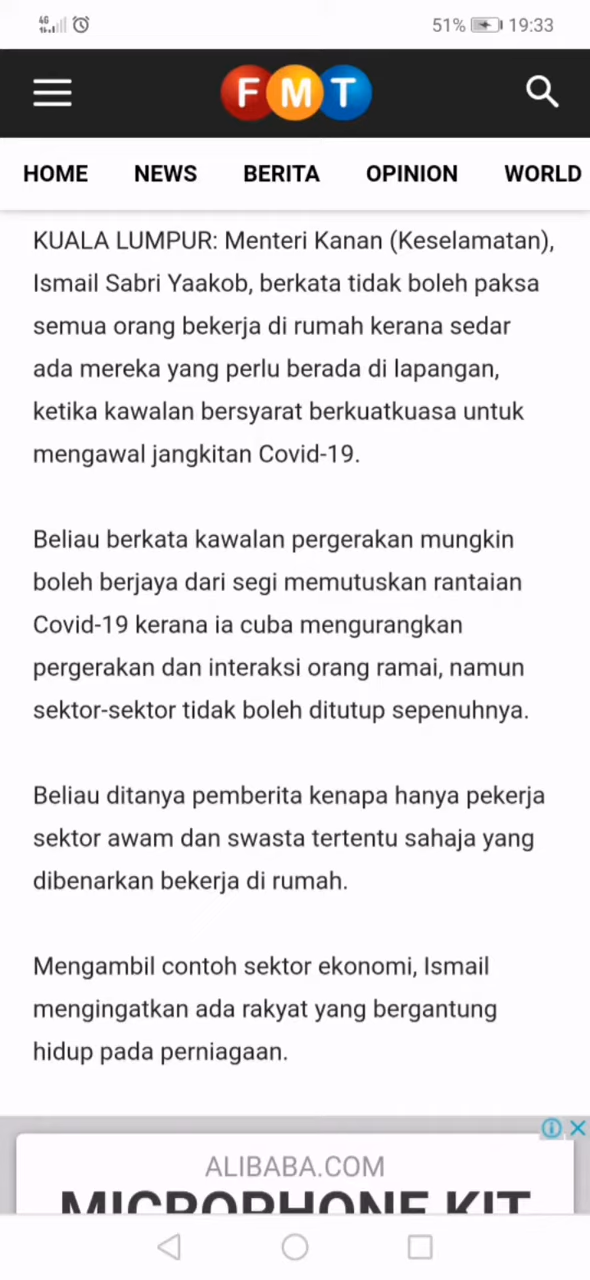 4G
51% 19:33
FMT
HOME NEWS BERITA OPINION WORLD
KUALA LUMPUR: Menteri Kanan (Keselamatan),
Ismail Sabri Yaakob, berkata tidak boleh paksa
semua orang bekerja di rumah kerana sedar
ada mereka yang perlu berada di lapangan,
ketika kawalan bersyarat berkuatkuasa untuk
mengawal jangkitan Covid-19.
Beliau berkata kawalan pergerakan mungkin
boleh berjaya dari segi memutuskan rantaian
Covid-19 kerana ia cuba mengurangkan
pergerakan dan interaksi orang ramai, namun
sektor-sektor tidak boleh ditutup sepenuhnya.
Beliau ditanya pemberita kenapa hanya pekerja
sektor awam dan swasta tertentu sahaja yang
dibenarkan bekerja di rumah.
Mengambil contoh sektor ekonomi, Ismail
mengingatkan ada rakyat yang bergantung
hidup pada perniagaan.
ALIBABA.COM
MICROPHONE KIT